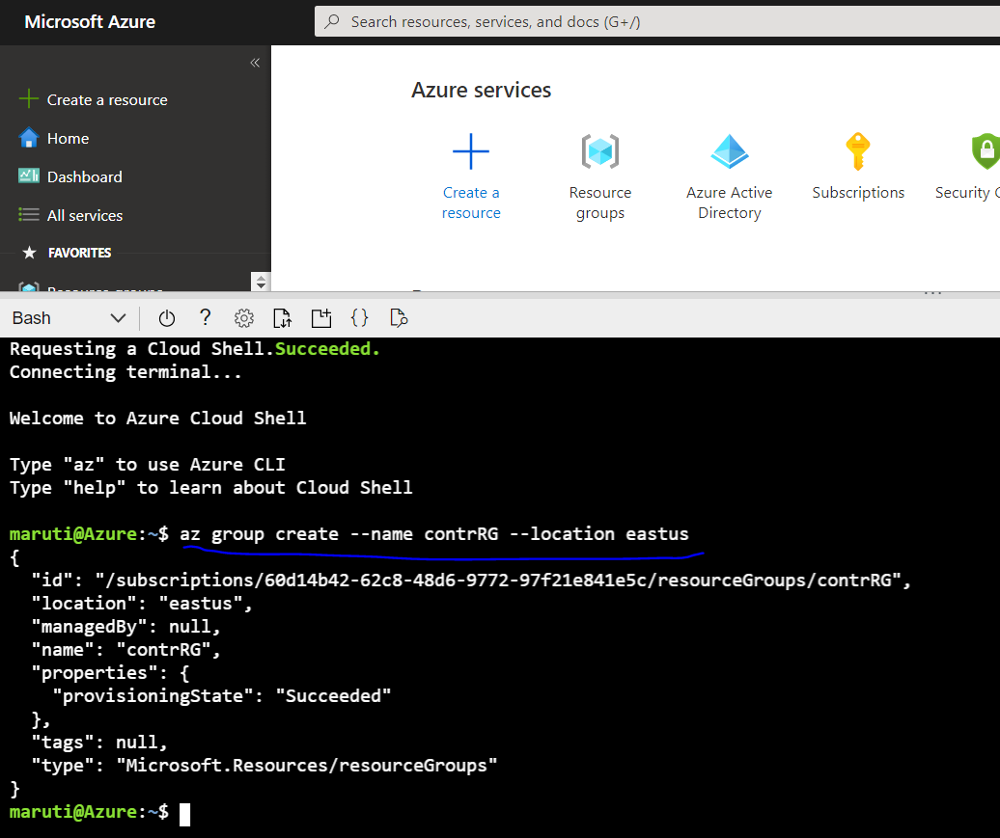 Microsoft Azure
Search resources, services, and docs (G+/)
«
Create a resource
Home
Dashboard
All services
FAVORITES
Resource groups
Azure services
Create a
resource
Resource
groups
Azure Active
Directory
Subscriptions
Security
Bash
?
{ }
Requesting a Cloud Shell.Succeeded.
Connecting terminal...
Welcome to Azure Cloud Shell
Type "az" to use Azure CLI
Type "help" to learn about Cloud Shell
maruti@Azure:~$ az group create --name contrRG --location eastus
{
  "id": "/subscriptions/60d14b42-62c8-48d6-9772-97f21e841e5c/resourceGroups/contrRG",
  "location": "eastus",
  "managedBy": null,
  "name": "contrRG",
  "properties": {
    "provisioningState": "Succeeded"
  },
  "tags": null,
  "type": "Microsoft.Resources/resourceGroups"
}
maruti@Azure:~$